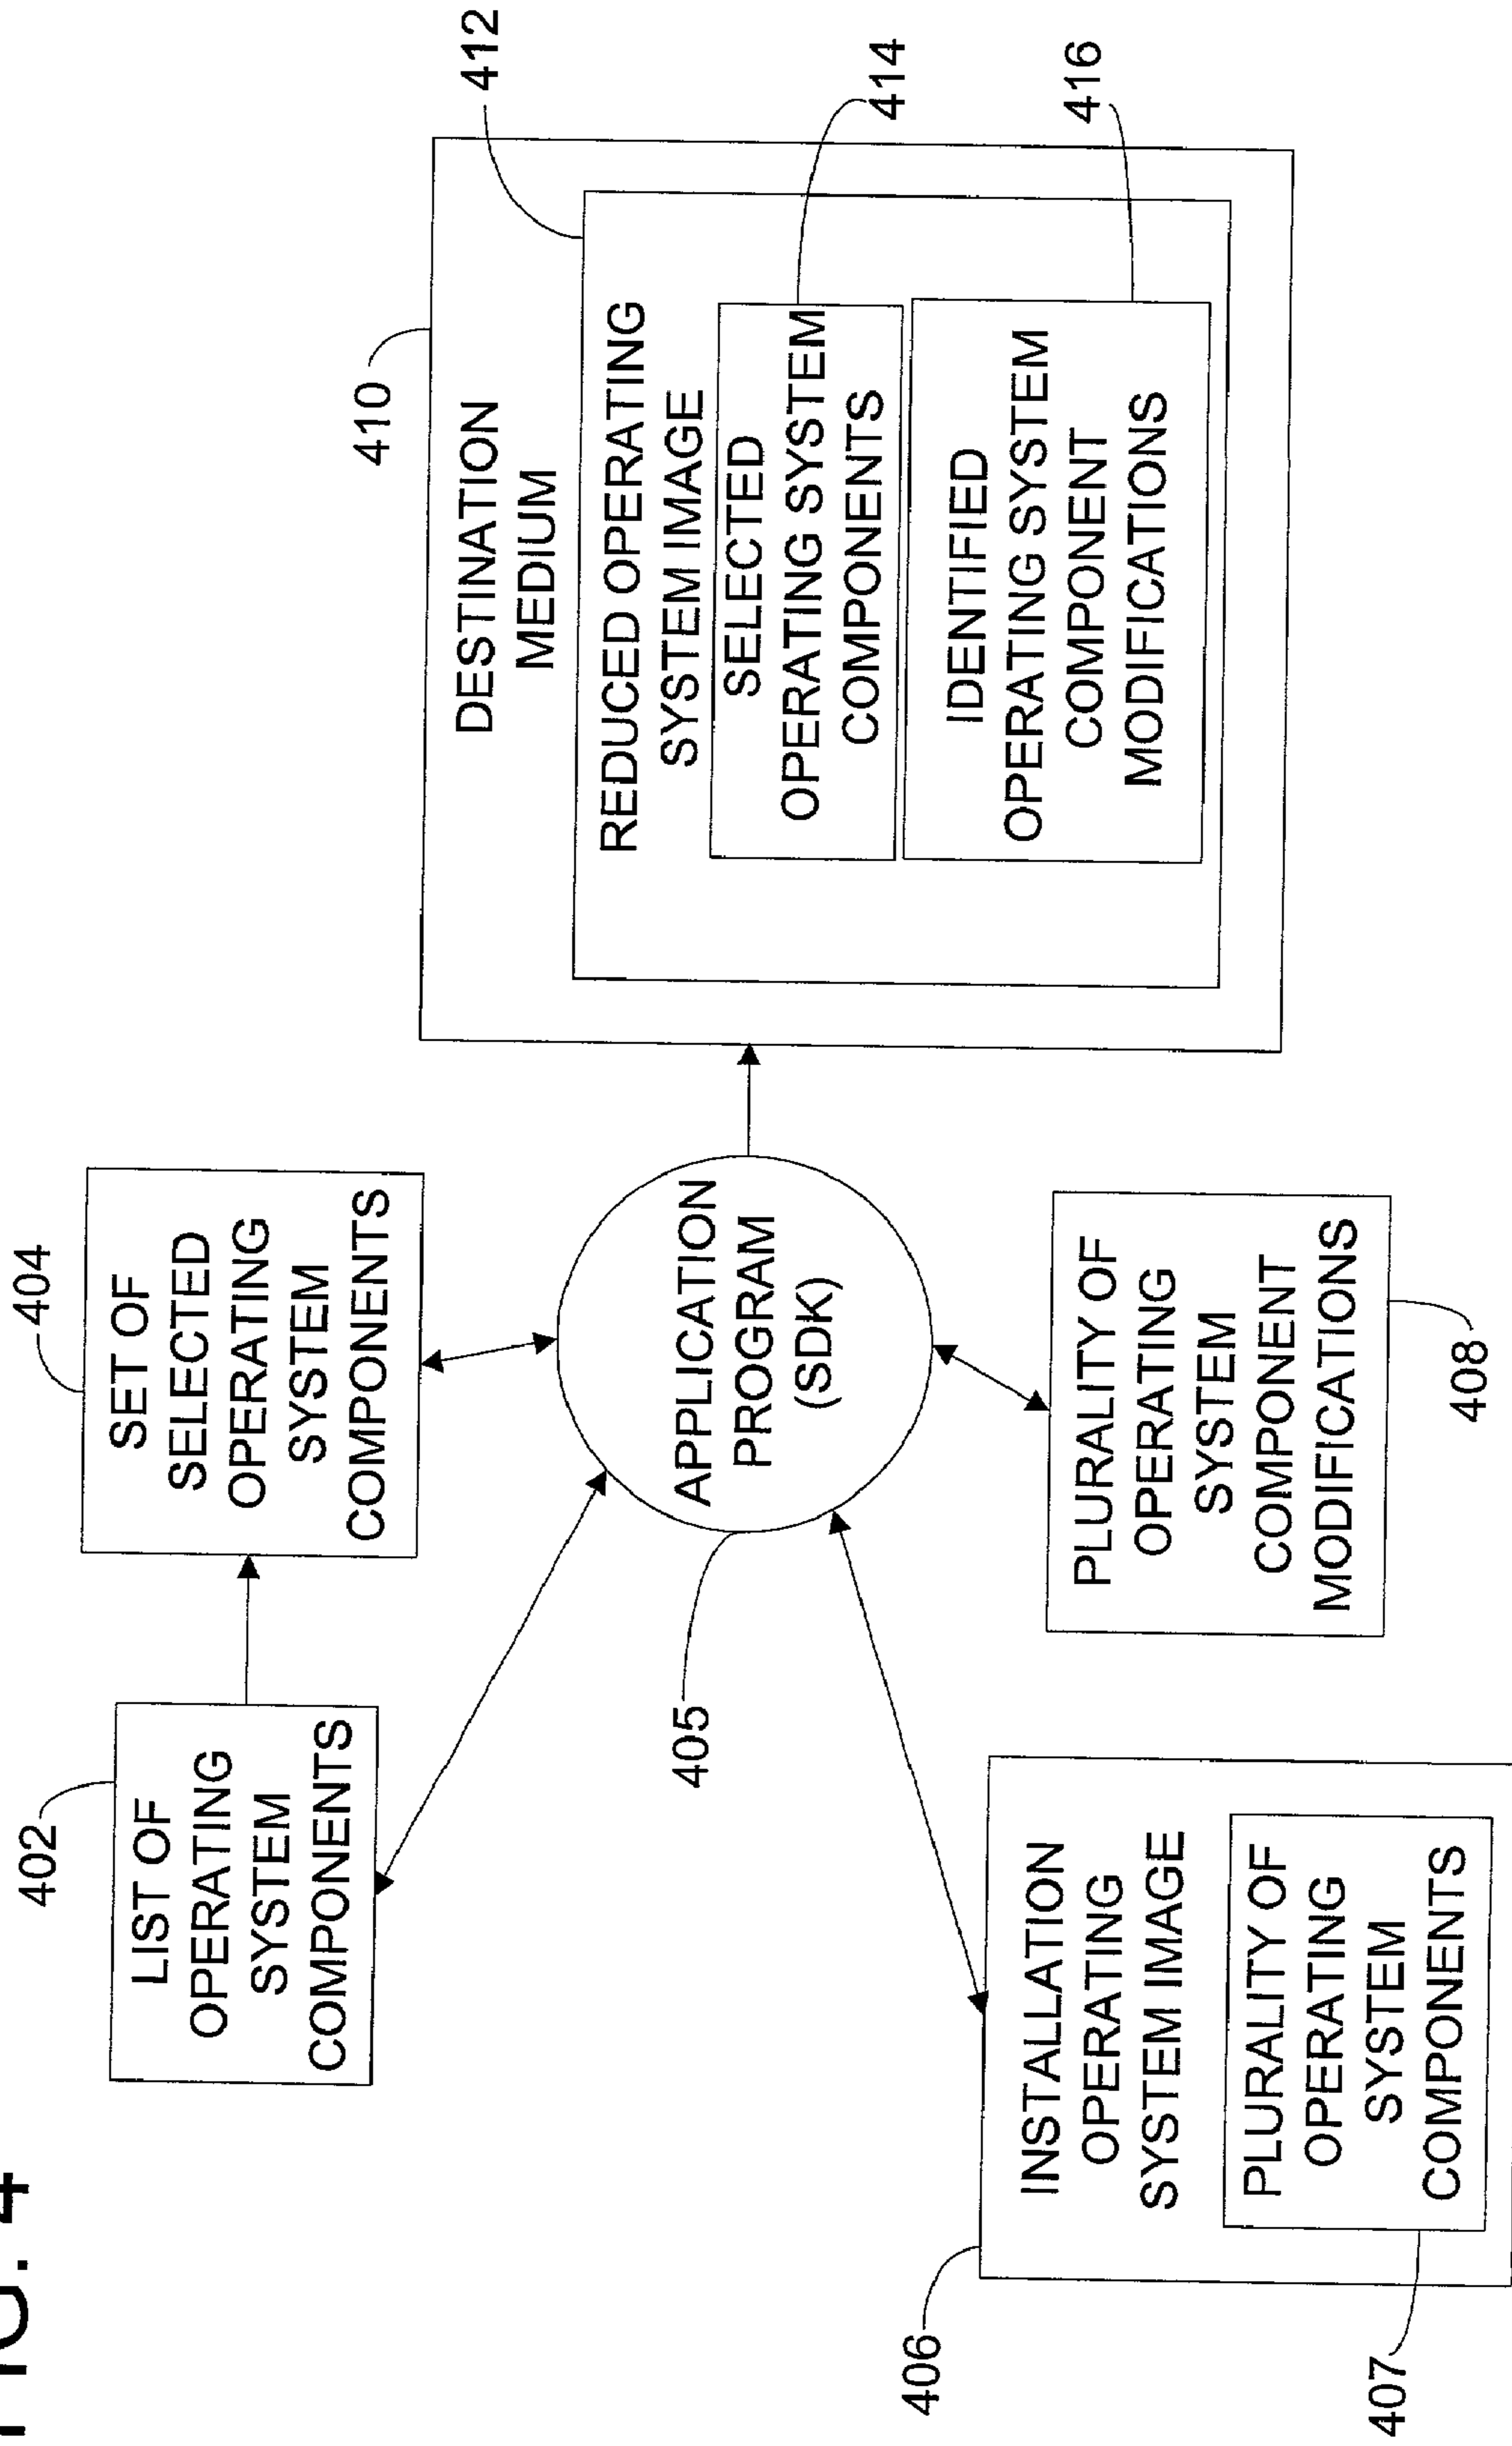 FIG. 4
402
LIST OF
OPERATING
SYSTEM
COMPONENTS
404
SET OF
SELECTED
OPERATING
SYSTEM
COMPONENTS
405
APPLICATION
PROGRAM
(SDK)
406
INSTALLATION
OPERATING
SYSTEM IMAGE
407
PLURALITY OF
OPERATING
SYSTEM
COMPONENTS
408
PLURALITY OF
OPERATING
SYSTEM
COMPONENT
MODIFICATIONS
410
DESTINATION
MEDIUM
412
REDUCED OPERATING
SYSTEM IMAGE
414
SELECTED
OPERATING SYSTEM
COMPONENTS
416
IDENTIFIED
OPERATING SYSTEM
COMPONENT
MODIFICATIONS